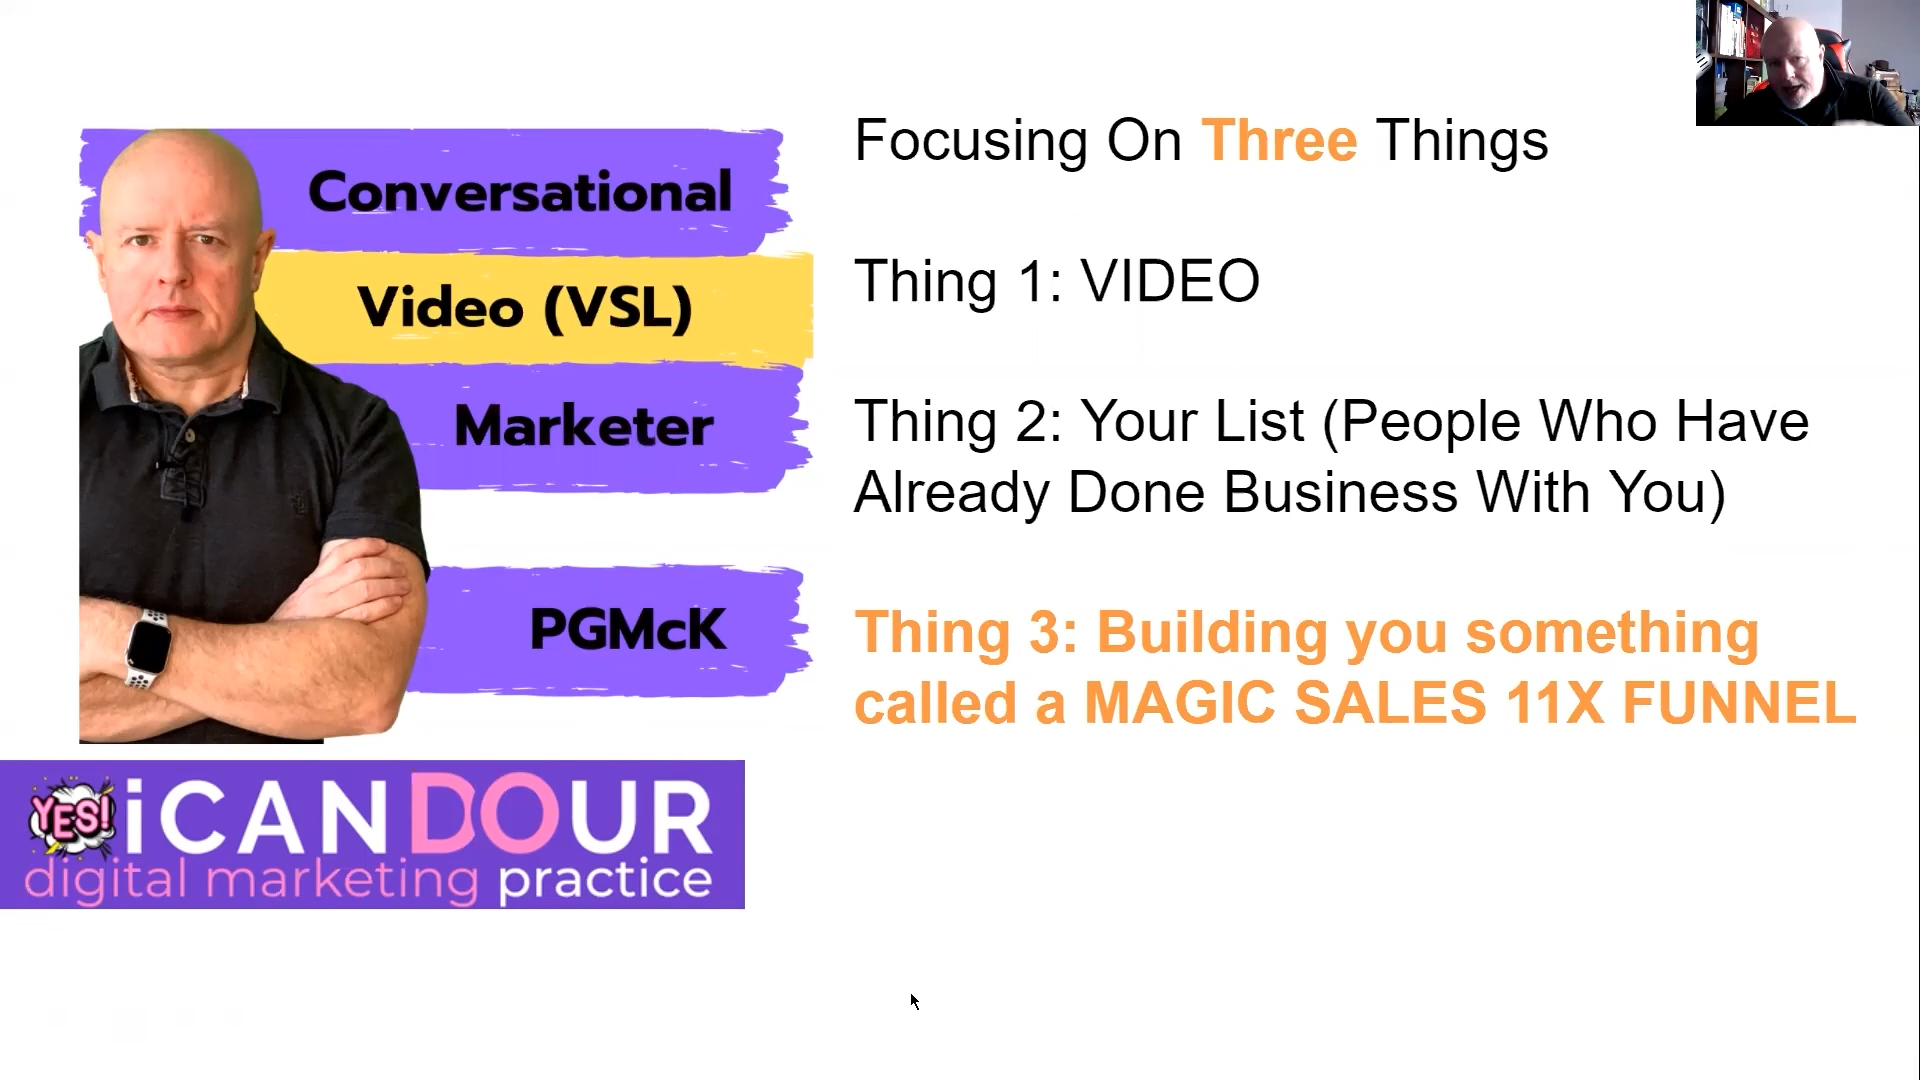 Conversational
Video (VSL)
Marketer
PGMcK
YES!
iCANDOUR
digital marketing practice
Focusing On Three Things
Thing 1: VIDEO
Thing 2: Your List (People Who Have
Already Done Business With You)
Thing 3: Building you something
called a MAGIC SALES 11X FUNNEL